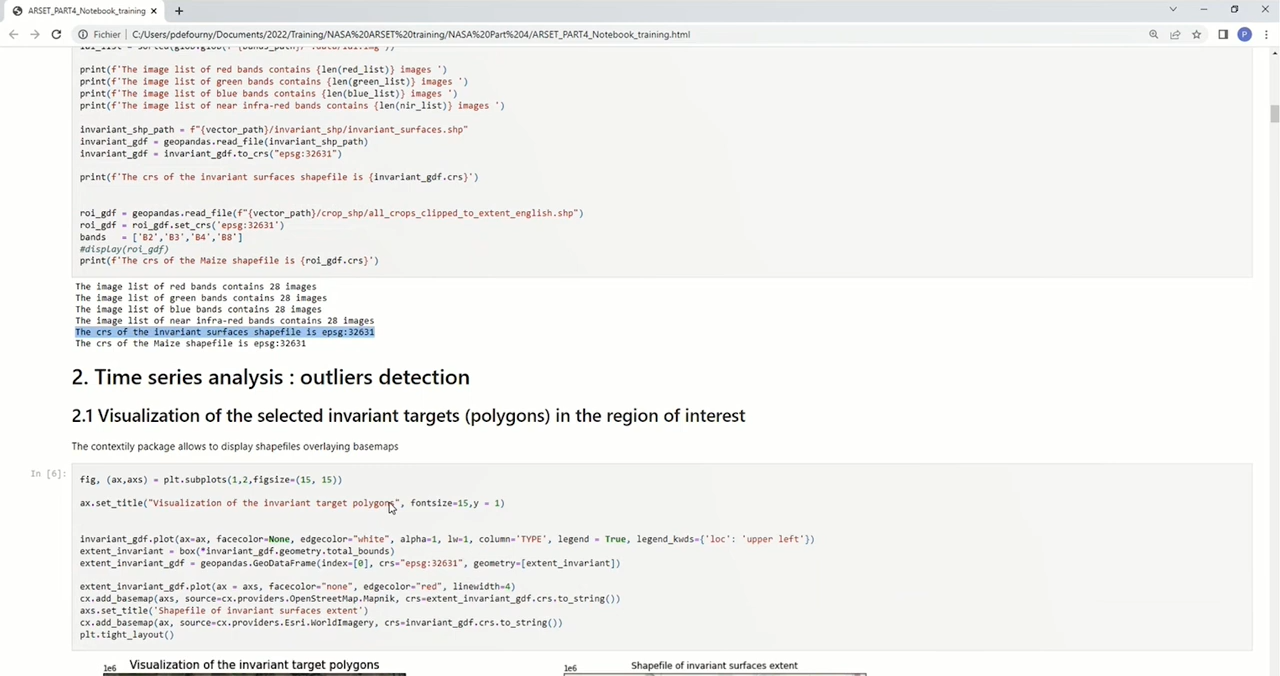 ARSET_PART4_Notebook_training
Fichier C:/Users/pdefourny/Documents/2022/Training/NASA%20ARSET%20training/NASA%20Part%204/ARSET_PART4_Notebook_training.html
P
print(f'The image list of red bands contains {len(red_list)} images ')
print(f'The image list of green bands contains {len(green_list)} images ')
print(f'The image list of blue bands contains {len(blue_list)} images ')
print(f'The image list of near infra-red bands contains {len(nir_list)} images ')
invariant_shp_path = f"{vector_path}/invariant_shp/invariant_surfaces.shp"
invariant_gdf = geopandas.read_file(invariant_shp_path)
invariant_gdf = invariant_gdf.to_crs("epsg:32631")
print(f'The crs of the invariant surfaces shapefile is {invariant_gdf.crs}')
roi_gdf = geopandas.read_file(f"{vector_path}/crop_shp/all_crops_clipped_to_extent_english.shp")
roi_gdf = roi_gdf.set_crs('epsg:32631')
bands = ['B2','B3','B4','B8']
#display(roi_gdf)
print(f'The crs of the Maize shapefile is {roi_gdf.crs}')
The image list of red bands contains 28 images
The image list of green bands contains 28 images
The image list of blue bands contains 28 images
The image list of near infra-red bands contains 28 images
The crs of the invariant surfaces shapefile is epsg:32631
The crs of the Maize shapefile is epsg:32631
2. Time series analysis : outliers detection
2.1 Visualization of the selected invariant targets (polygons) in the region of interest
The contextily package allows to display shapefiles overlaying basemaps
In [6]:
fig, (ax,axs) = plt.subplots(1,2,figsize=(15, 15))
ax.set_title("Visualization of the invariant target polygons", fontsize=15,y = 1)
invariant_gdf.plot(ax=ax, facecolor=None, edgecolor="white", alpha=1, lw=1, column='TYPE', legend = True, legend_kwds={'loc': 'upper left'})
extent_invariant = box(*invariant_gdf.geometry.total_bounds)
extent_invariant_gdf = geopandas.GeoDataFrame(index=[0], crs="epsg:32631", geometry=[extent_invariant])
extent_invariant_gdf.plot(ax = axs, facecolor="none", edgecolor="red", linewidth=4)
cx.add_basemap(axs, source=cx.providers.OpenStreetMap.Mapnik, crs=extent_invariant_gdf.crs.to_string())
axs.set_title('Shapefile of invariant surfaces extent')
cx.add_basemap(ax, source=cx.providers.Esri.WorldImagery, crs=invariant_gdf.crs.to_string())
plt.tight_layout()
1e6 Visualization of the invariant target polygons 1e6 Shapefile of invariant surfaces extent